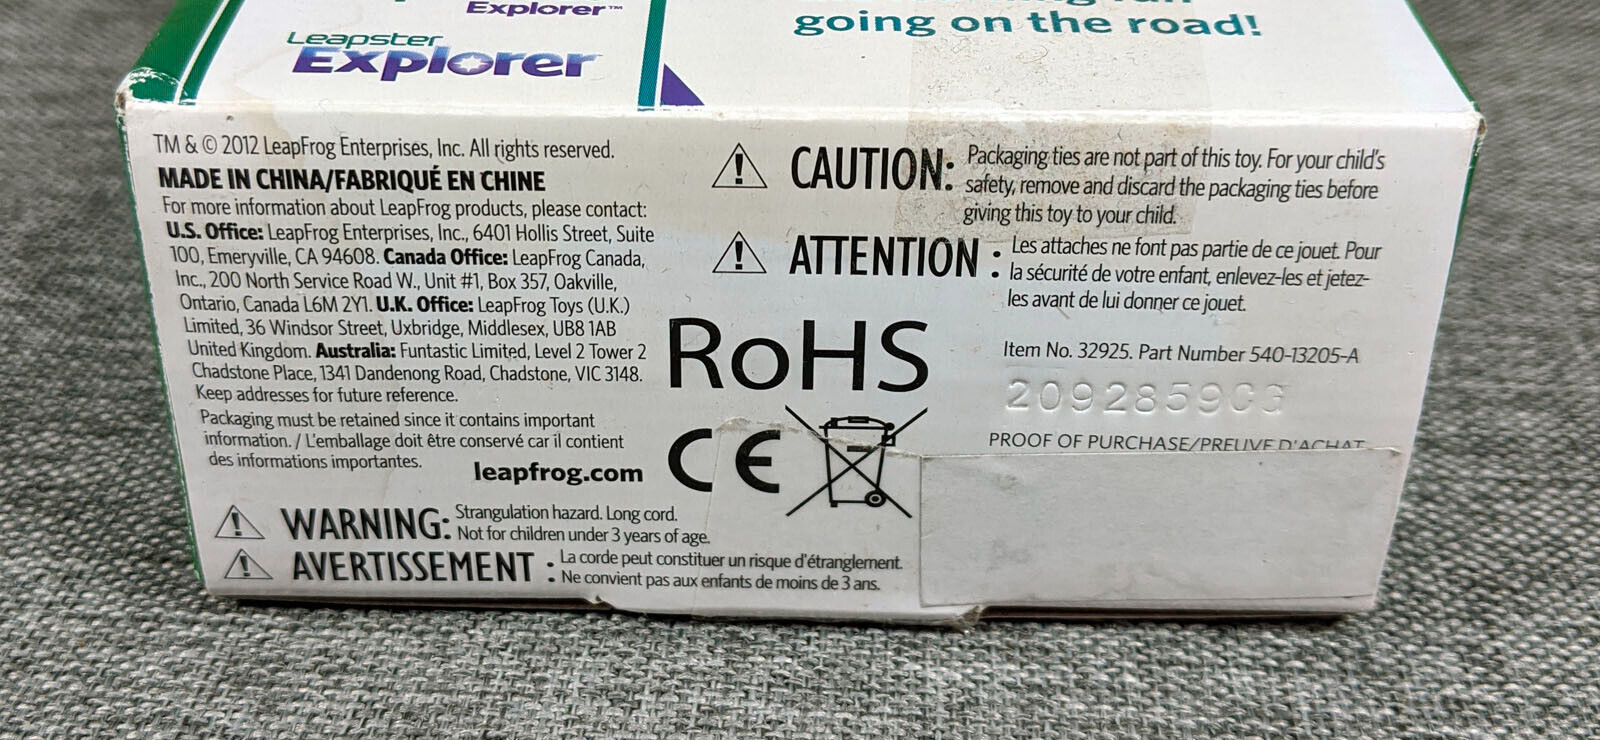 Explorer™
Leapster
Explorer
going on the road!
TM & © 2012 LeapFrog Enterprises, Inc. All rights reserved.
MADE IN CHINA/FABRIQUÉ EN CHINE
For more information about LeapFrog products, please contact:
U.S. Office: LeapFrog Enterprises, Inc., 6401 Hollis Street, Suite
100, Emeryville, CA 94608. Canada Office: LeapFrog Canada,
Inc., 200 North Service Road W., Unit #1, Box 357, Oakville,
Ontario, Canada L6M 2Y1. U.K. Office: LeapFrog Toys (U.K.)
Limited, 36 Windsor Street, Uxbridge, Middlesex, UB8 1AB
United Kingdom. Australia: Funtastic Limited, Level 2 Tower 2
Chadstone Place, 1341 Dandenong Road, Chadstone, VIC 3148.
Keep addresses for future reference.
Packaging must be retained since it contains important
information. / L'emballage doit être conservé car il contient
des informations importantes.
leapfrog.com
WARNING: Strangulation hazard. Long cord.
Not for children under 3 years of age.
AVERTISSEMENT : La corde peut constituer un risque d'étranglement.
Ne convient pas aux enfants de moins de 3 ans.
CAUTION: Packaging ties are not part of this toy. For your child's
safety, remove and discard the packaging ties before
giving this toy to your child.
ATTENTION : Les attaches ne font pas partie de ce jouet. Pour
la sécurité de votre enfant, enlevez-les et jetez-
les avant de lui donner ce jouet.
RoHS
CE
Item No. 32925. Part Number 540-13205-A
PROOF OF PURCHASE/PREUVE D'ACHAT